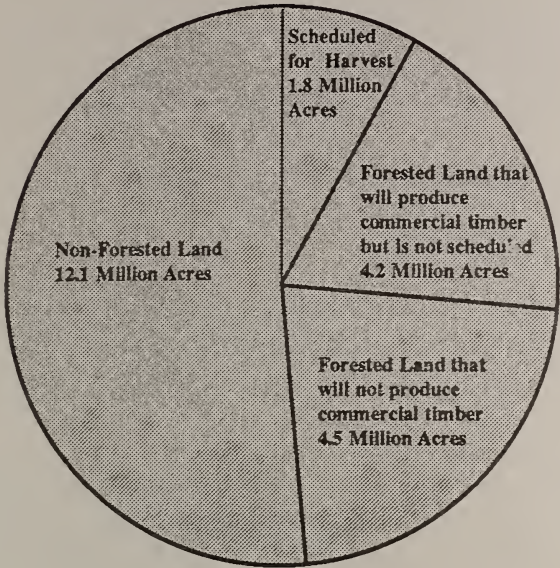 Scheduled
for Harvest
1.8 Million
Acres
Forested Land that
will produce
commercial timber
but is not scheduled
4.2 Million Acres
Non-Forested Land
12.1 Million Acres
Forested Land that
will not produce
commercial timber
4.5 Million Acres